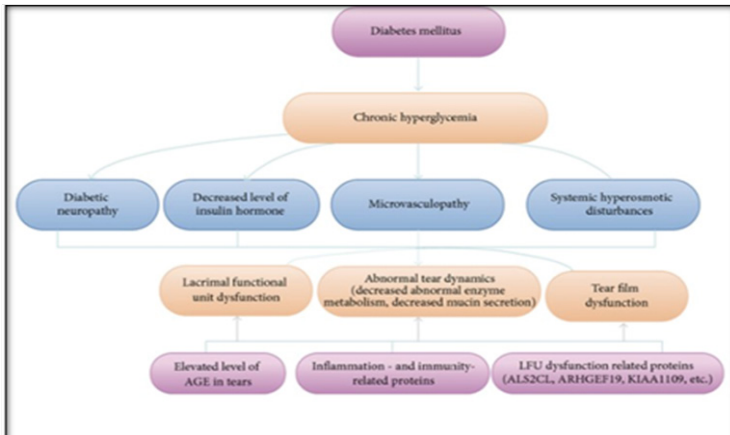 Diabetes mellitus
Chronic hyperglycemia
Diabetic
neuropathy
Decreased level of
insulin hormone
Microvasculopathy
Systemic hyperosmotic
disturbances
Lacrimal functional
unit dysfunction
Abnormal tear dynamics
(decreased abnormal enzyme
metabolism, decreased mucin secretion)
Tear film
dysfunction
Elevated level of
AGE in tears
Inflammation - and immunity-
related proteins
LFU dysfunction related proteins
(ALS2CL, ARHGEF19, KIAA1109, etc.)